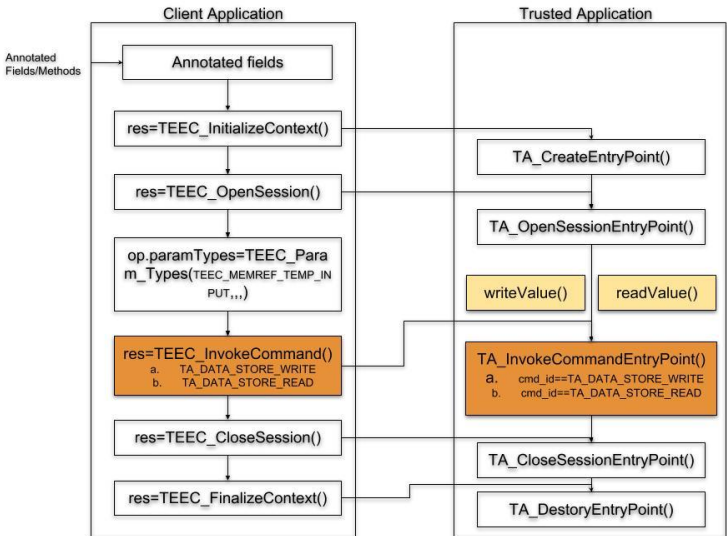 Client Application
Trusted Application
Annotated
Fields/Methods
Annotated fields
res=TEEC_InitializeContext()
TA_CreateEntryPoint()
res=TEEC_OpenSession()
TA_OpenSessionEntryPoint()
op.paramTypes=TEEC_Para
m_Types(TEEC_MEMREF_TEMP_IN
PUT,,,)
writeValue()
readValue()
res=TEEC_InvokeCommand()
a. TA_DATA_STORE_WRITE
b. TA_DATA_STORE_READ
TA_InvokeCommandEntryPoint()
a. cmd_id==TA_DATA_STORE_WRITE
b. cmd_id==TA_DATA_STORE_READ
res=TEEC_CloseSession()
TA_CloseSessionEntryPoint()
res=TEEC_FinalizeContext()
TA_DestoryEntryPoint()